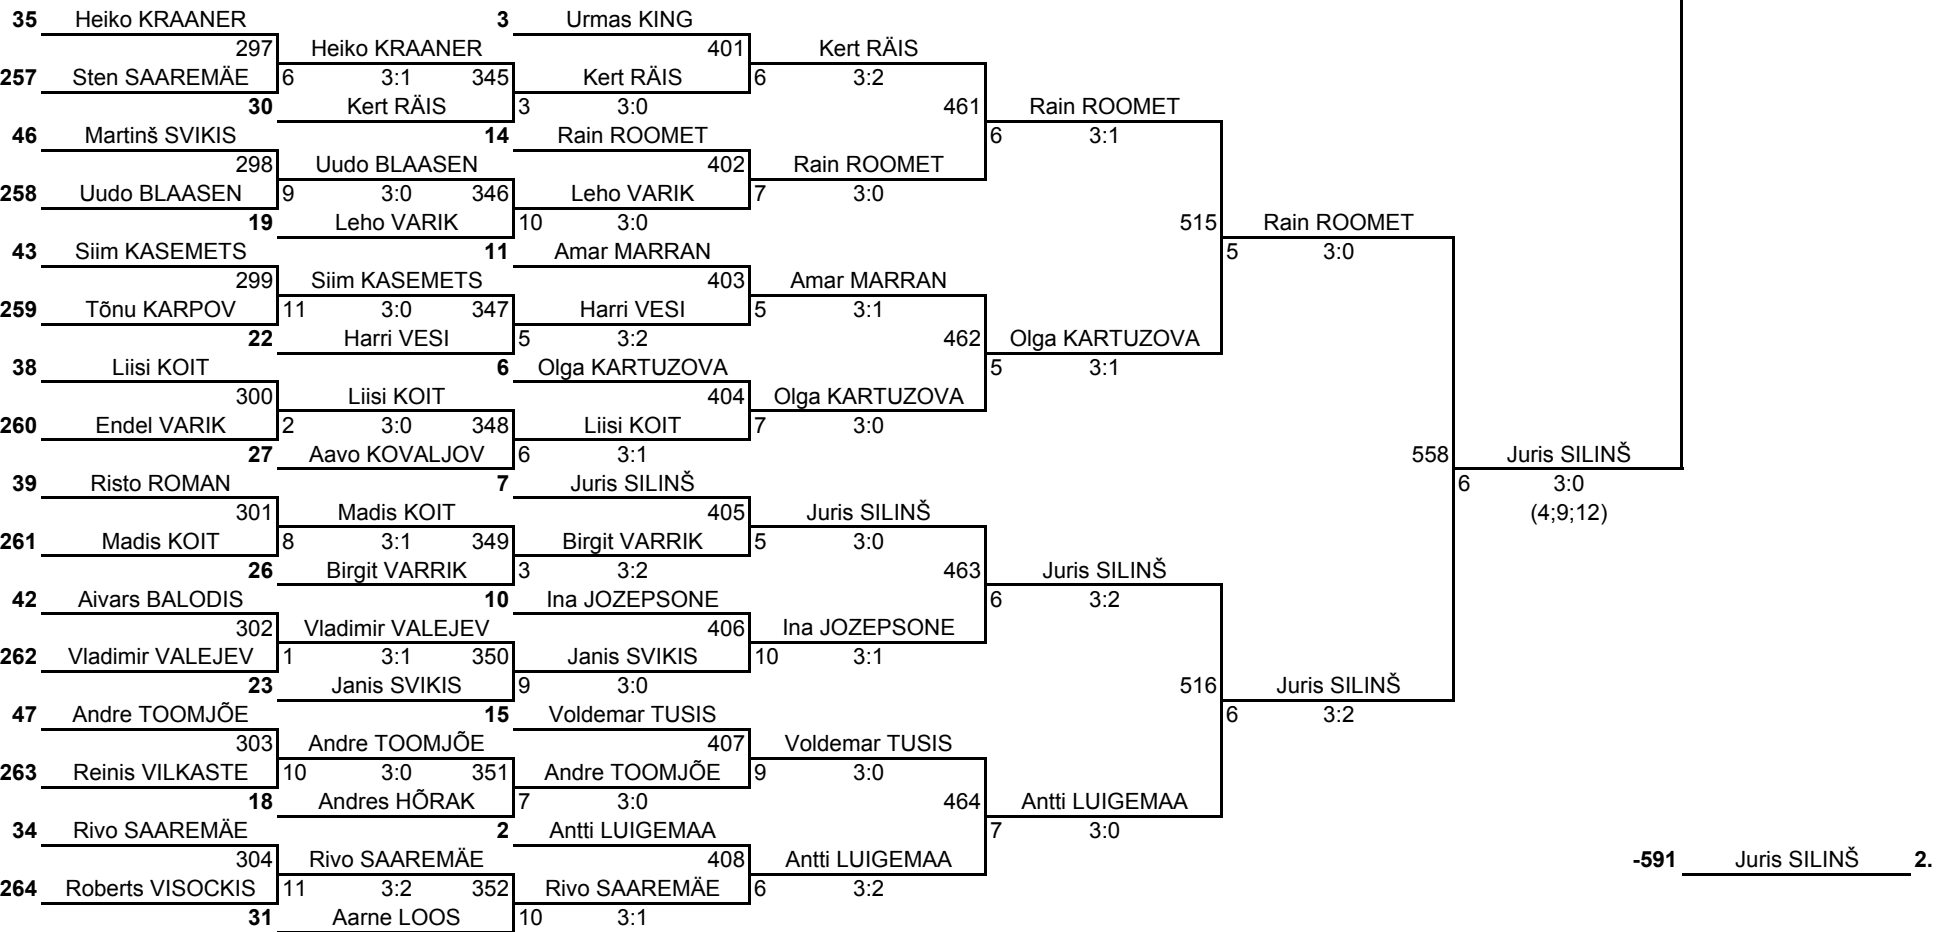 35 Heiko KRAANER 3 Urmas KING
297 Heiko KRAANER 401 Kert RÄIS
257 Sten SAAREMÄE 6 3:1 345 Kert RÄIS 6 3:2
30 Kert RÄIS 3 3:0 461 Rain ROOMET
46 Martinš SVIKIS 14 Rain ROOMET 6 3:1
298 Uudo BLAASEN 402 Rain ROOMET
258 Uudo BLAASEN 9 3:0 346 Leho VARIK 7 3:0
19 Leho VARIK 10 3:0 515 Rain ROOMET
43 Siim KASEMETS 11 Amar MARRAN 5 3:0
299 Siim KASEMETS 403 Amar MARRAN
259 Tõnu KARPOV 11 3:0 347 Harri VESI 5 3:1
22 Harri VESI 5 3:2 462 Olga KARTUZOVA
38 Liisi KOIT 6 Olga KARTUZOVA 5 3:1
300 Liisi KOIT 404 Olga KARTUZOVA
260 Endel VARIK 2 3:0 348 Liisi KOIT 7 3:0
27 Aavo KOVALJOV 6 3:1 558 Juris SILINŠ
39 Risto ROMAN 7 Juris SILINŠ 6 3:0
301 Madis KOIT 405 Juris SILINŠ (4;9;12)
261 Madis KOIT 8 3:1 349 Birgit VARRIK 5 3:0
26 Birgit VARRIK 3 3:2 463 Juris SILINŠ
42 Aivars BALODIS 10 Ina JOZEPSONE 6 3:2
302 Vladimir VALEJEV 406 Ina JOZEPSONE
262 Vladimir VALEJEV 1 3:1 350 Janis SVIKIS 10 3:1
23 Janis SVIKIS 9 3:0 516 Juris SILINŠ
47 Andre TOOMJÕE 15 Voldemar TUSIS 6 3:2
303 Andre TOOMJÕE 407 Voldemar TUSIS
263 Reinis VILKASTE 10 3:0 351 Andre TOOMJÕE 9 3:0
18 Andres HÕRAK 7 3:0 464 Antti LUIGEMAA
34 Rivo SAAREMÄE 2 Antti LUIGEMAA 7 3:0
304 Rivo SAAREMÄE 408 Antti LUIGEMAA -591 Juris SILINŠ 2.
264 Roberts VISOCKIS 11 3:2 352 Rivo SAAREMÄE 6 3:2
31 Aarne LOOS 10 3:1